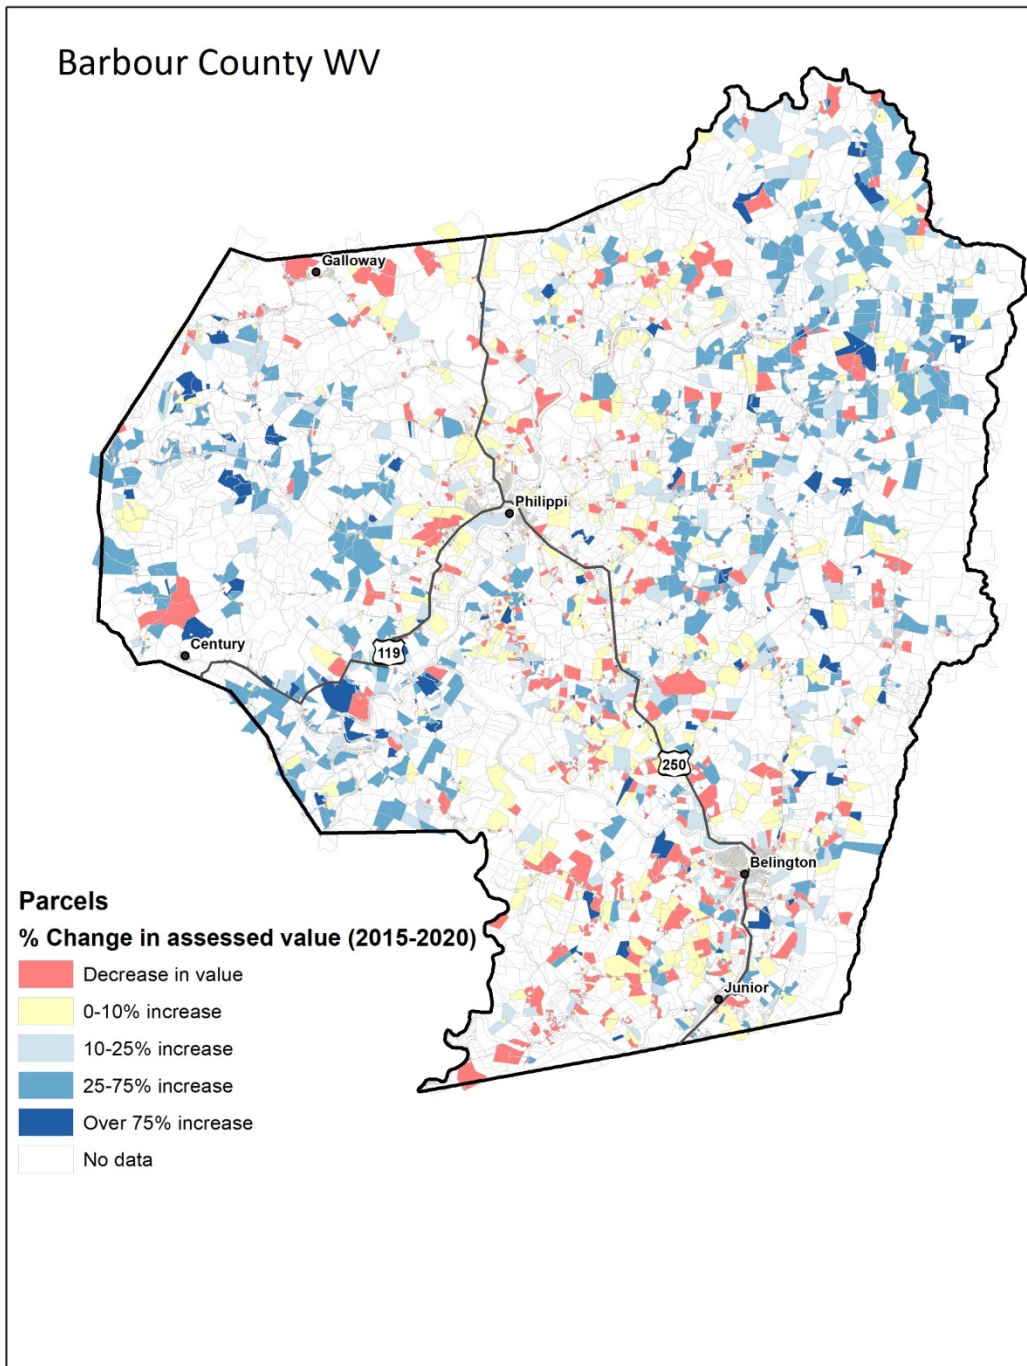 Barbour County WV
Galloway
Philippi
Century
119
250
Belington
Junior
Parcels
% Change in assessed value (2015-2020)
Decrease in value
0-10% increase
10-25% increase
25-75% increase
Over 75% increase
No data